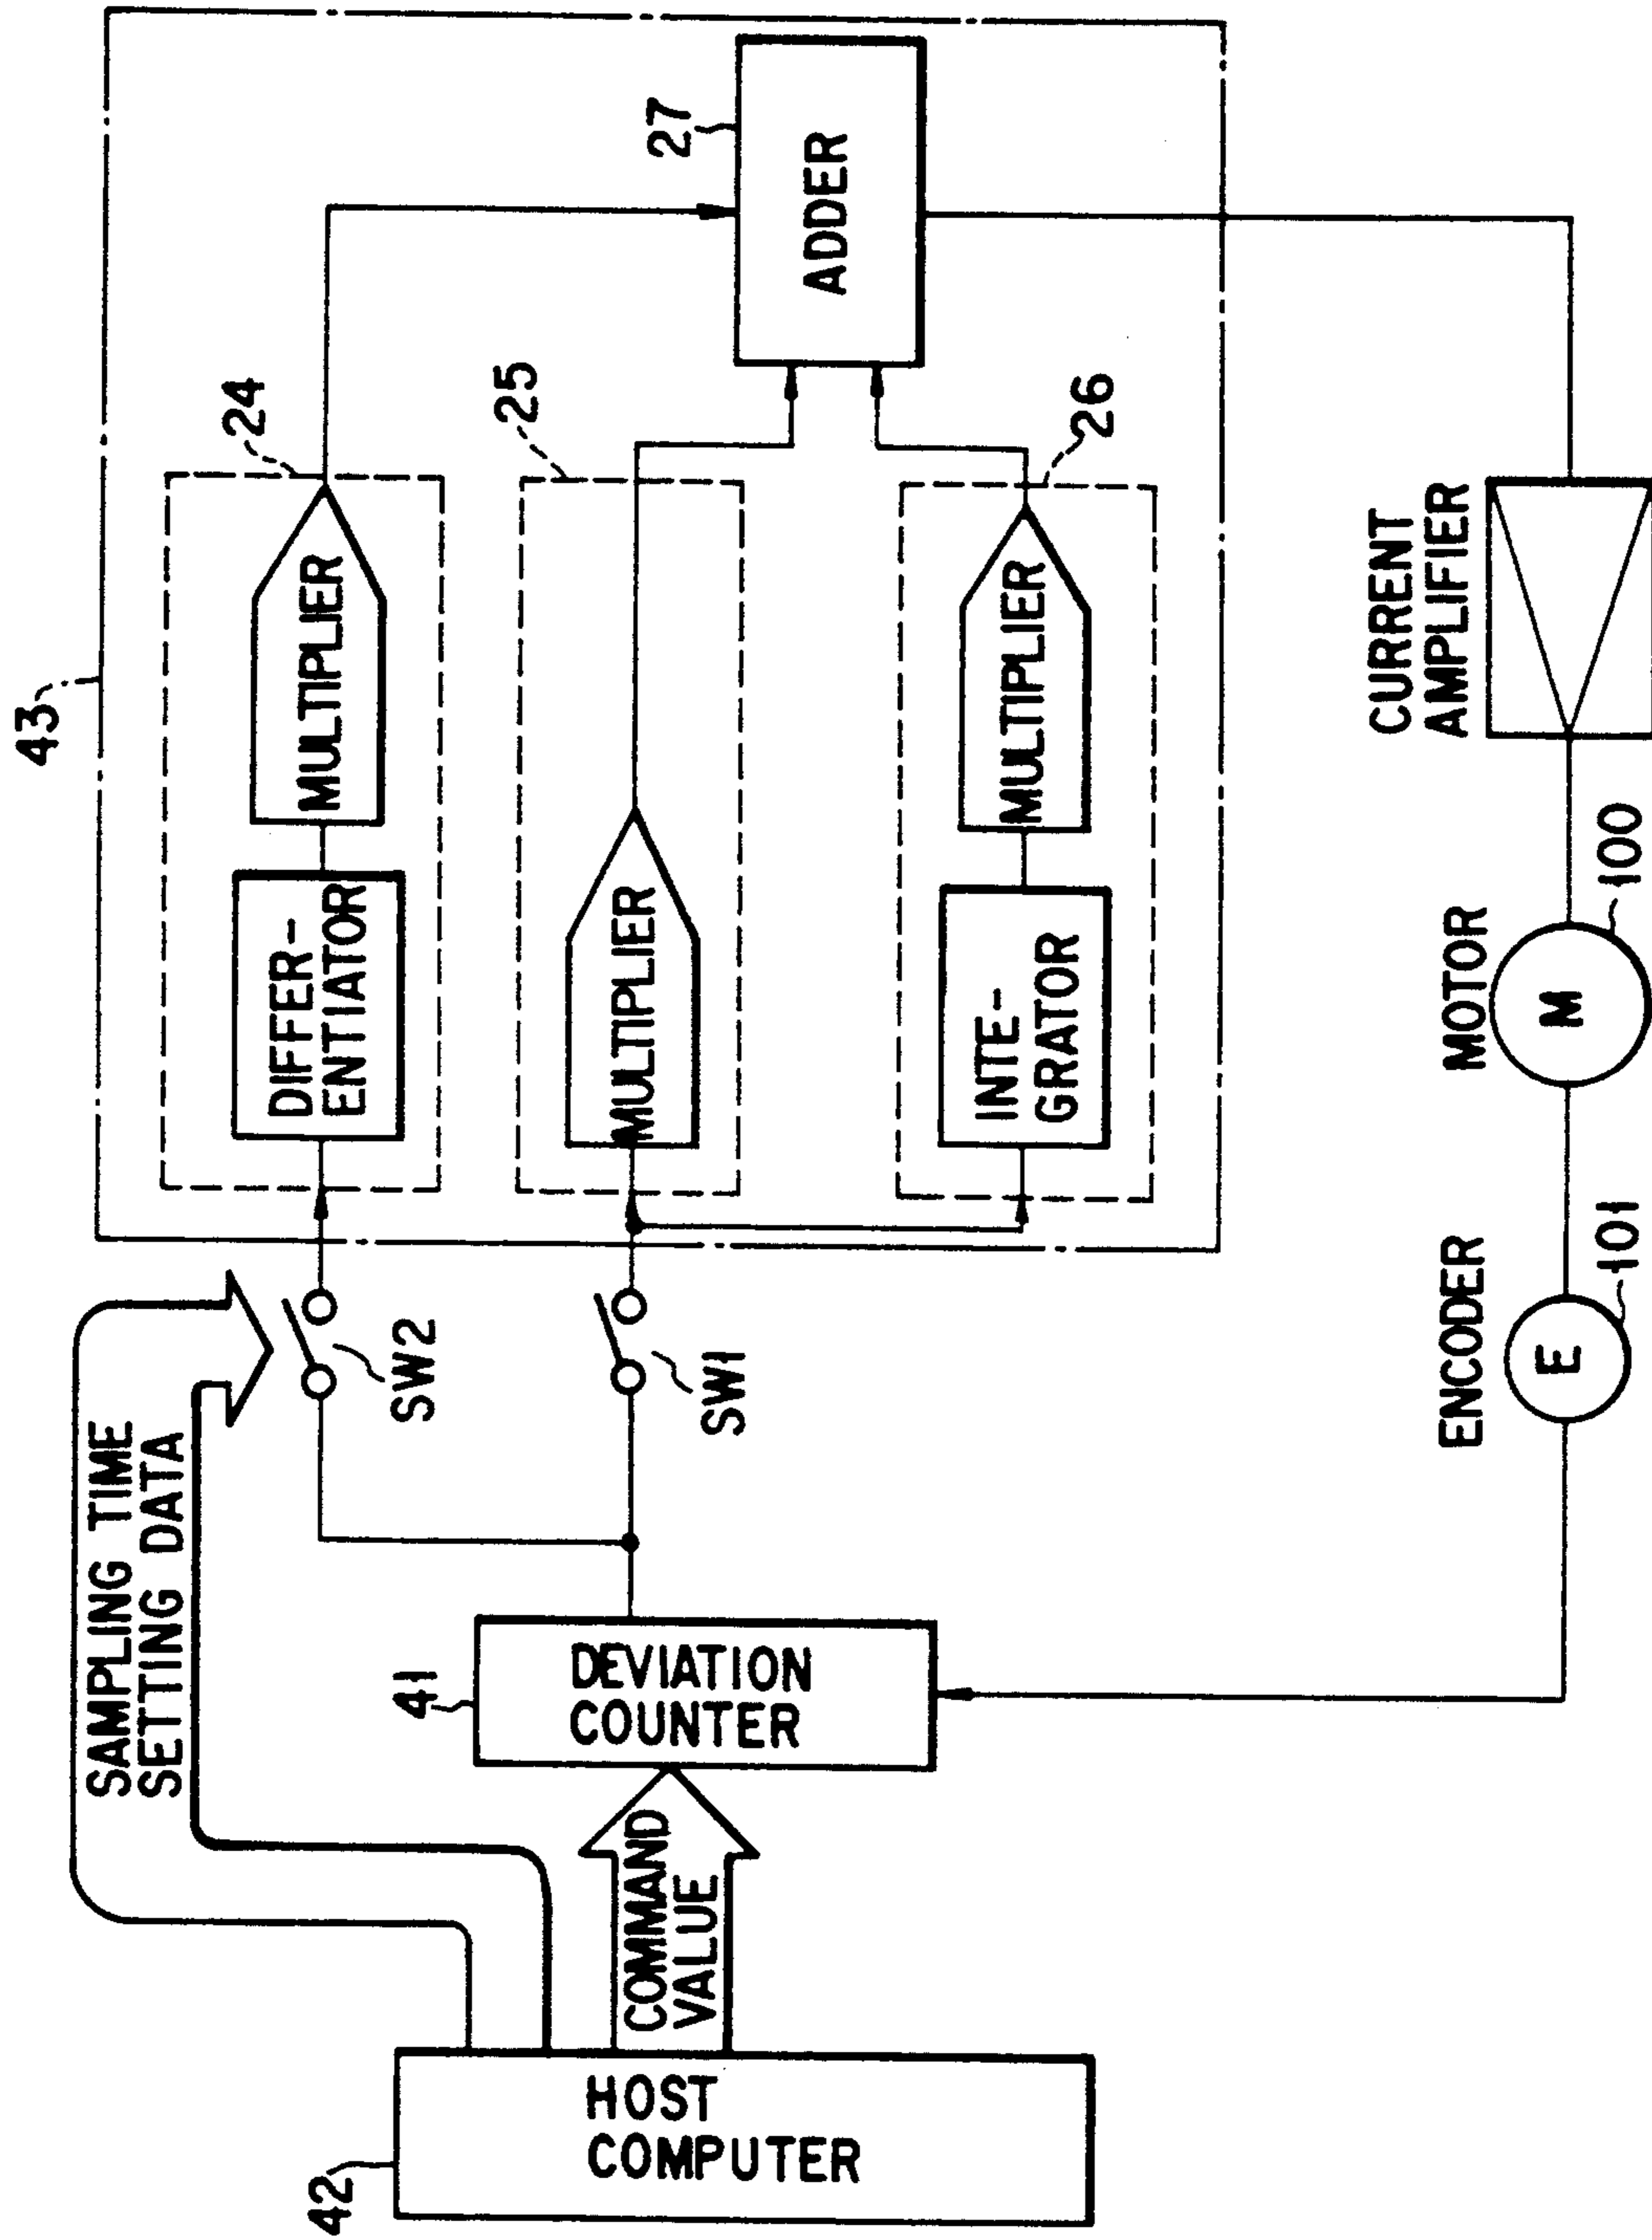 43
24
DIFFER-
ENTIATOR
MULTIPLIER
25
MULTIPLIER
26
INTE-
GRATOR
MULTIPLIER
27
ADDER
SAMPLING TIME
SETTING DATA
SW2
SW1
42
HOST
COMPUTER
COMMAND
VALUE
41
DEVIATION
COUNTER
ENCODER
E
101
MOTOR
M
100
CURRENT
AMPLIFIER